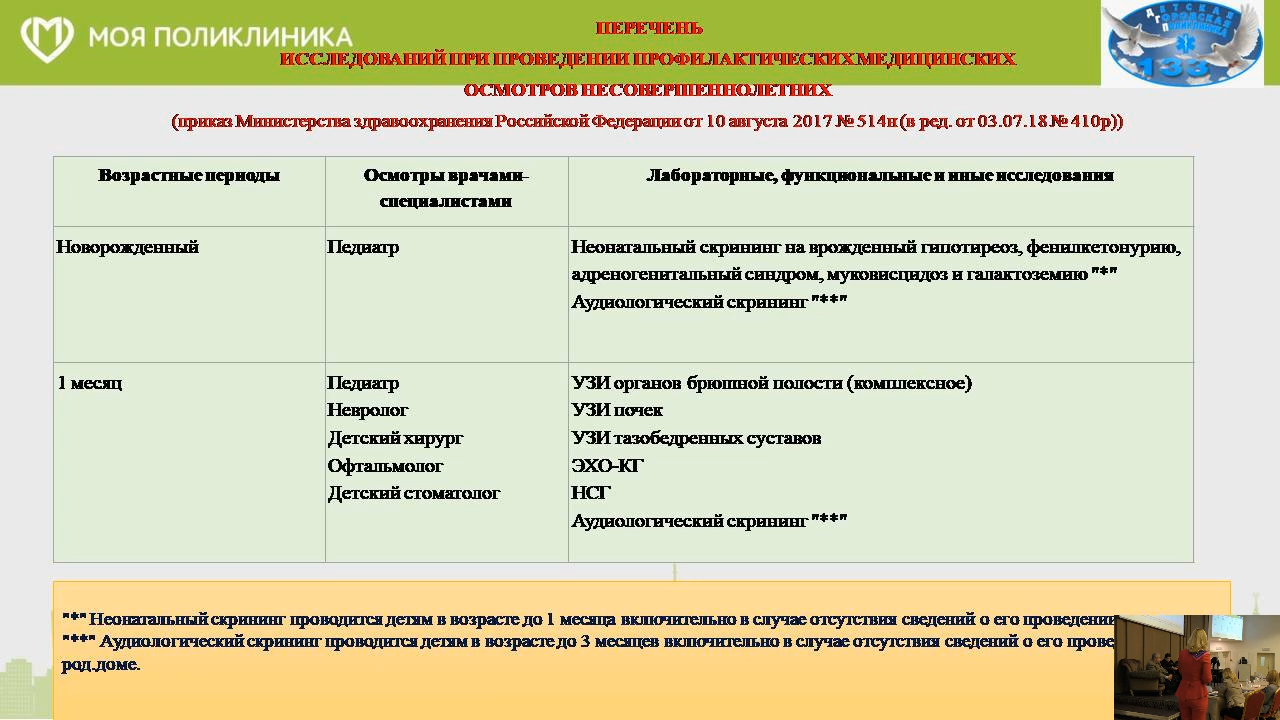 МОЯ ПОЛИКЛИНИКА
ДЕТСКАЯ
ГОРОДСКАЯ
ПОЛИКЛИНИКА
133
ПЕРЕЧЕНЬ
ИССЛЕДОВАНИЙ ПРИ ПРОВЕДЕНИИ ПРОФИЛАКТИЧЕСКИХ МЕДИЦИНСКИХ
ОСМОТРОВ НЕСОВЕРШЕННОЛЕТНИХ
(приказ Министерства здравоохранения Российской Федерации от 10 августа 2017 № 514н (в ред. от 03.07.18.№ 410р))
Возрастные периоды
Осмотры врачами-
специалистами
Лабораторные, функциональные и иные исследования
Новорожденный
Педиатр
Неонатальный скрининг на врожденный гипотиреоз, фенилкетонурию,
адреногенитальный синдром, муковисцидоз и галактоземию "*"
Аудиологический скрининг "**"
1 месяц
Педиатр
Невролог
Детский хирург
Офтальмолог
Детский стоматолог
УЗИ органов брюшной полости (комплексное)
УЗИ почек
УЗИ тазобедренных суставов
ЭХО-КГ
НСГ
Аудиологический скрининг "**"
"*" Неонатальный скрининг проводится детям в возрасте до 1 месяца включительно в случае отсутствия сведений о его проведении
"**" Аудиологический скрининг проводится детям в возрасте до 3 месяцев включительно в случае отсутствия сведений о его прове
род.доме.